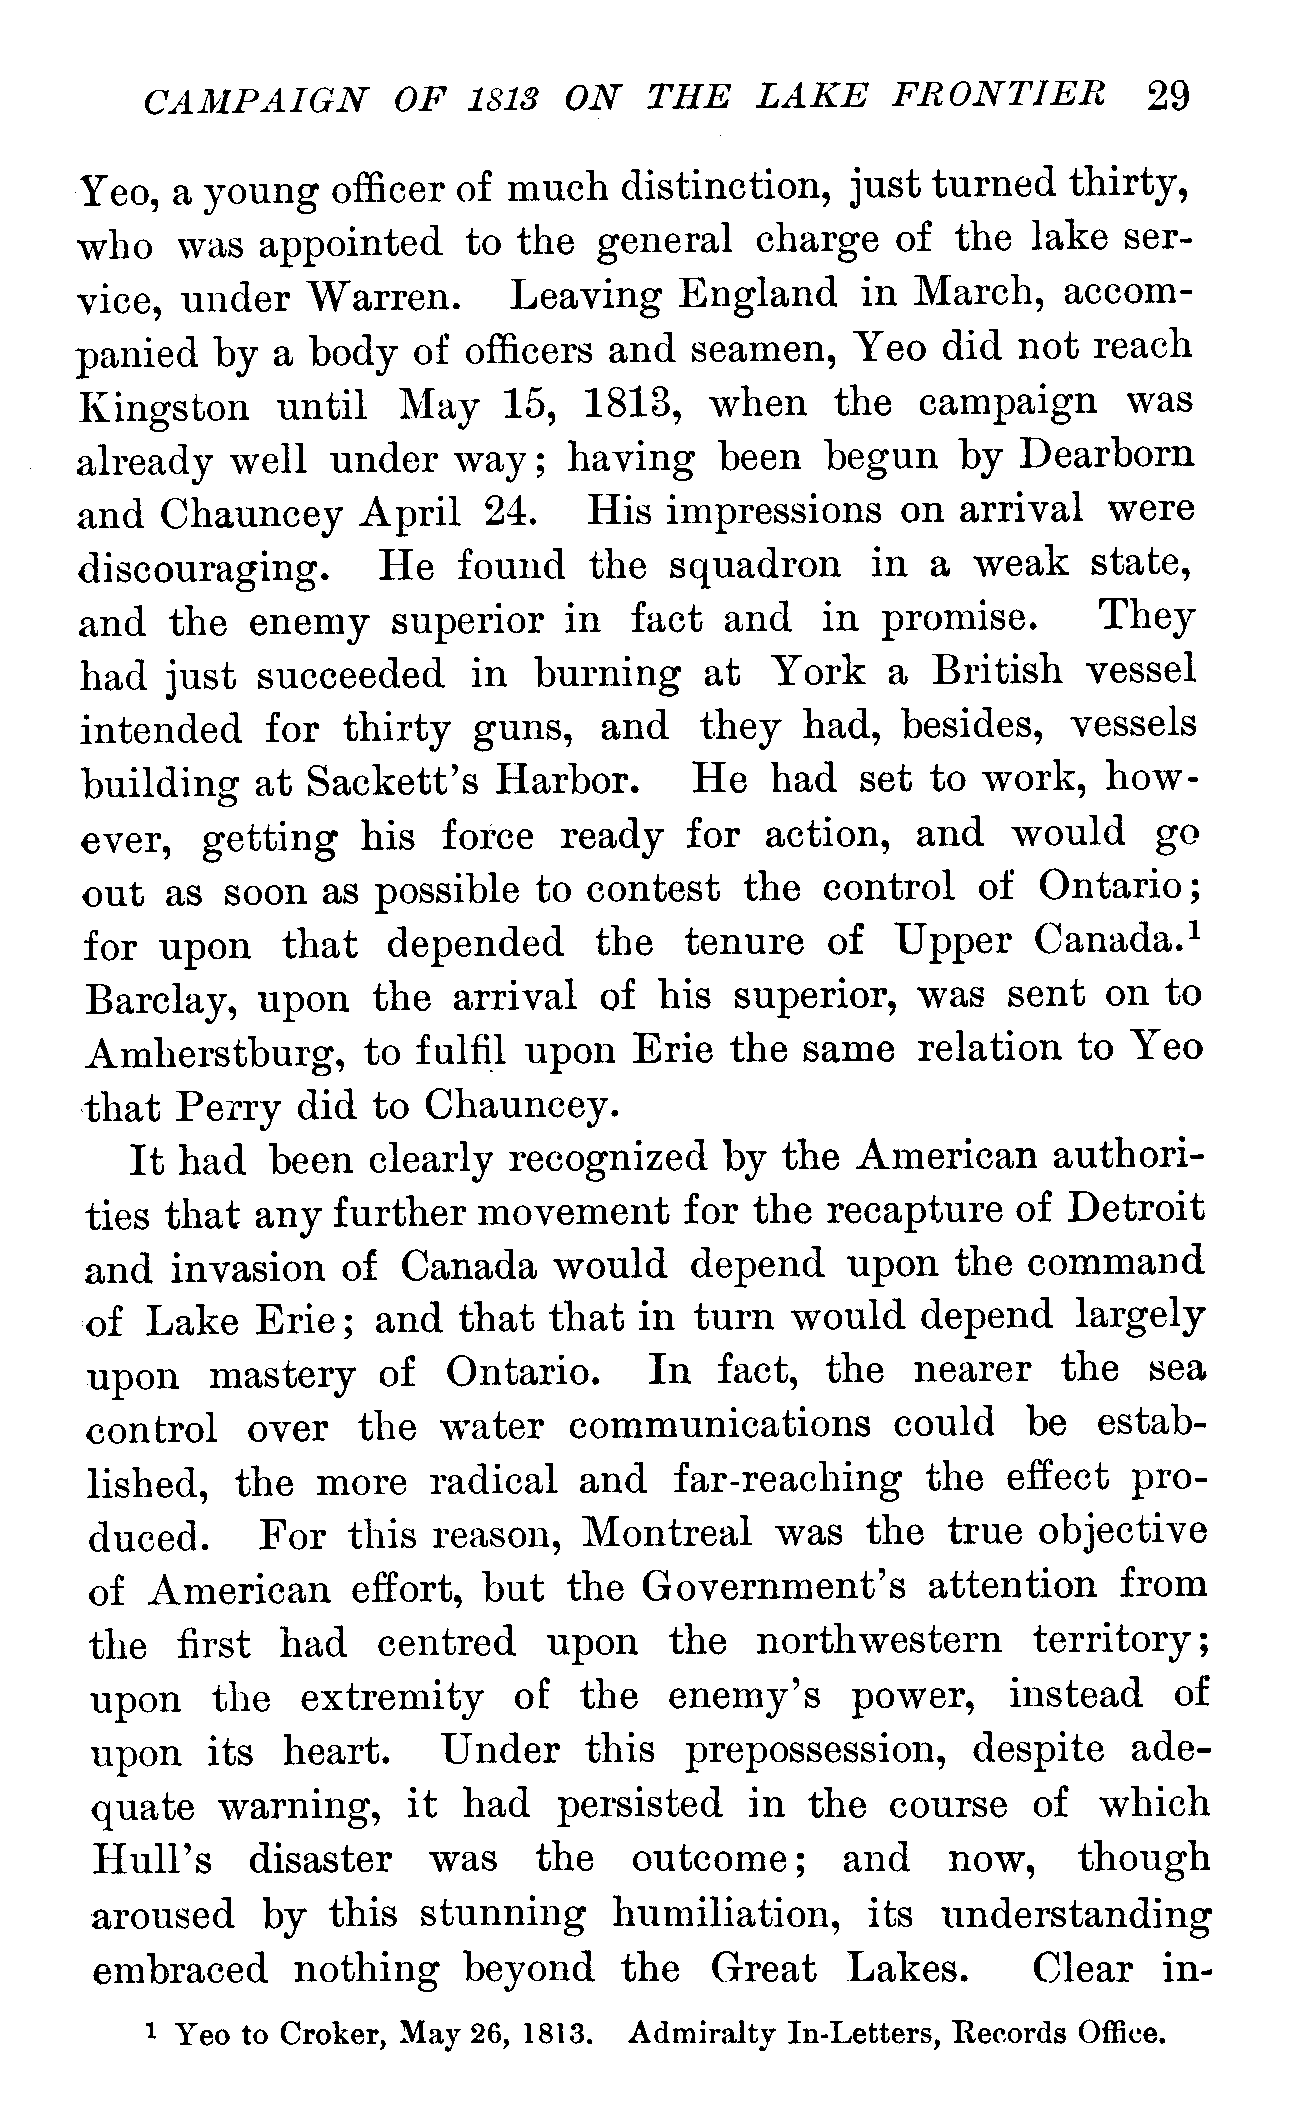 CAMPAIGN OF 1813 ON THE LAKE FRONTIER 29
Yeo, a young officer of much distinction, just turned thirty,
who was appointed to the general charge of the lake ser-
vice, under Warren. Leaving England in March, accom-
panied by a body of officers and seamen, Yeo did not reach
Kingston until May 15, 1813, when the campaign was
already well under way; having been begun by Dearborn
and Chauncey April 24. His impressions on arrival were
discouraging. He found the squadron in a weak state,
and the enemy superior in fact and in promise. They
had just succeeded in burning at York a British vessel
intended for thirty guns, and they had, besides, vessels
building at Sackett's Harbor. He had set to work, how-
ever, getting his force ready for action, and would go
out as soon as possible to contest the control of Ontario;
for upon that depended the tenure of Upper Canada.¹
Barclay, upon the arrival of his superior, was sent on to
Amherstburg, to fulfil upon Erie the same relation to Yeo
that Perry did to Chauncey.
It had been clearly recognized by the American authori-
ties that any further movement for the recapture of Detroit
and invasion of Canada would depend upon the command
of Lake Erie; and that that in turn would depend largely
upon mastery of Ontario. In fact, the nearer the sea
control over the water communications could be estab-
lished, the more radical and far-reaching the effect pro-
duced. For this reason, Montreal was the true objective
of American effort, but the Government's attention from
the first had centred upon the northwestern territory;
upon the extremity of the enemy's power, instead of
upon its heart. Under this prepossession, despite ade-
quate warning, it had persisted in the course of which
Hull's disaster was the outcome; and now, though
aroused by this stunning humiliation, its understanding
embraced nothing beyond the Great Lakes. Clear in-
¹ Yeo to Croker, May 26, 1813. Admiralty In-Letters, Records Office.